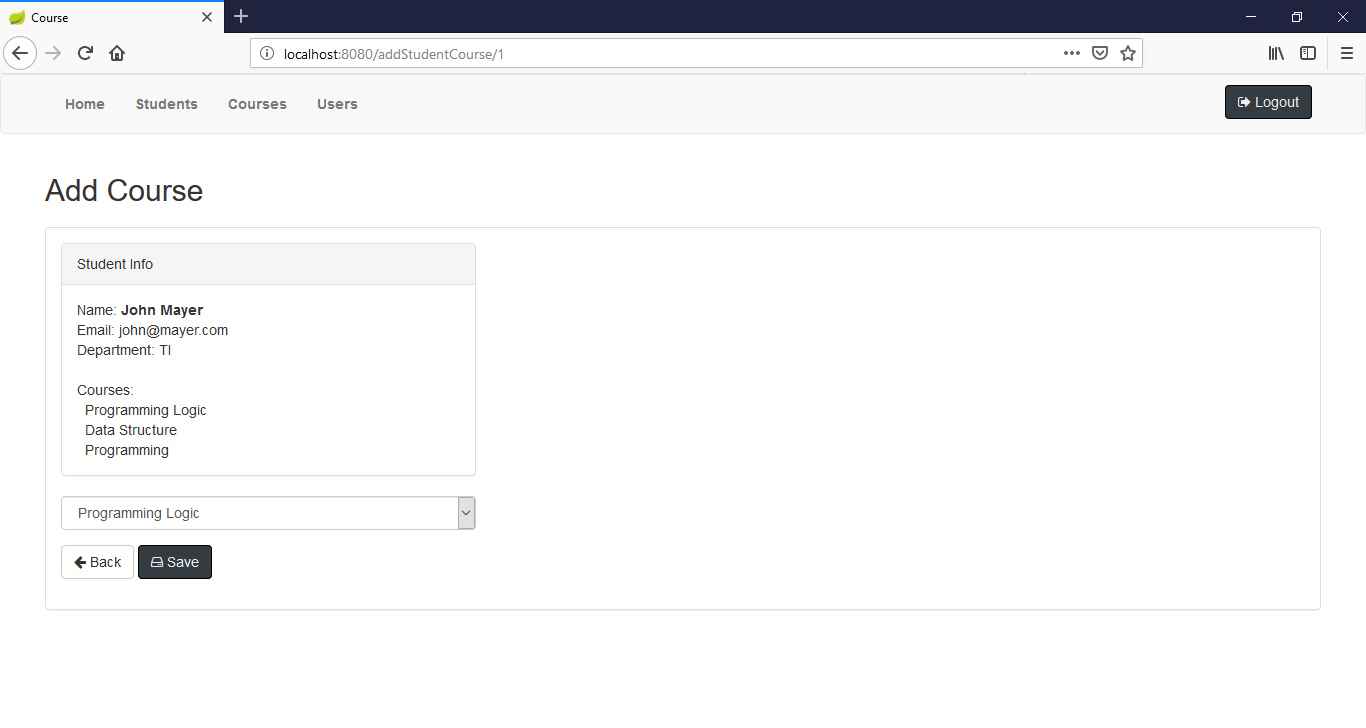 Course
localhost:8080/addStudentCourse/1
Home Students Courses Users Logout
Add Course
Student Info
Name: John Mayer
Email: john@mayer.com
Department: TI
Courses:
Programming Logic
Data Structure
Programming
Programming Logic
Back Save